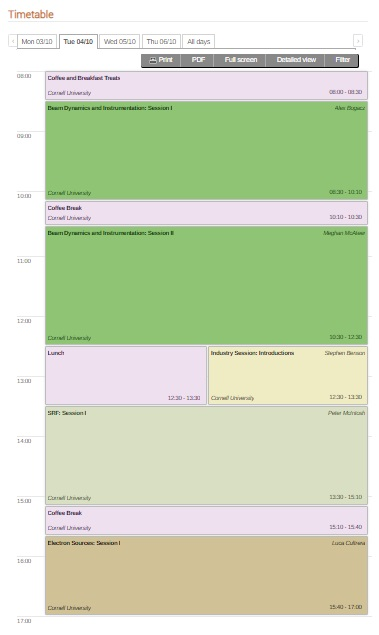 Timetable
Mon 03/10 Tue 04/10 Wed 05/10 Thu 06/10 All days
Print PDF Full screen Detailed view Filter
08:00 Coffee and Breakfast Treats
Cornell University 08:00 - 08:30
Beam Dynamics and Instrumentation: Session I Alex Bogacz
09:00
10:00 Cornell University 08:30 - 10:10
Coffee Break
Cornell University 10:10 - 10:30
Beam Dynamics and Instrumentation: Session II Meghan McAteer
11:00
12:00
Cornell University 10:30 - 12:30
Lunch Industry Session: Introductions Stephen Benson
13:00
12:30 - 13:30 Cornell University 12:30 - 13:30
SRF: Session I Peter McIntosh
14:00
15:00 Cornell University 13:30 - 15:10
Coffee Break
Cornell University 15:10 - 15:40
Electron Sources: Session I Luca Cultrera
16:00
Cornell University 15:40 - 17:00
17:00